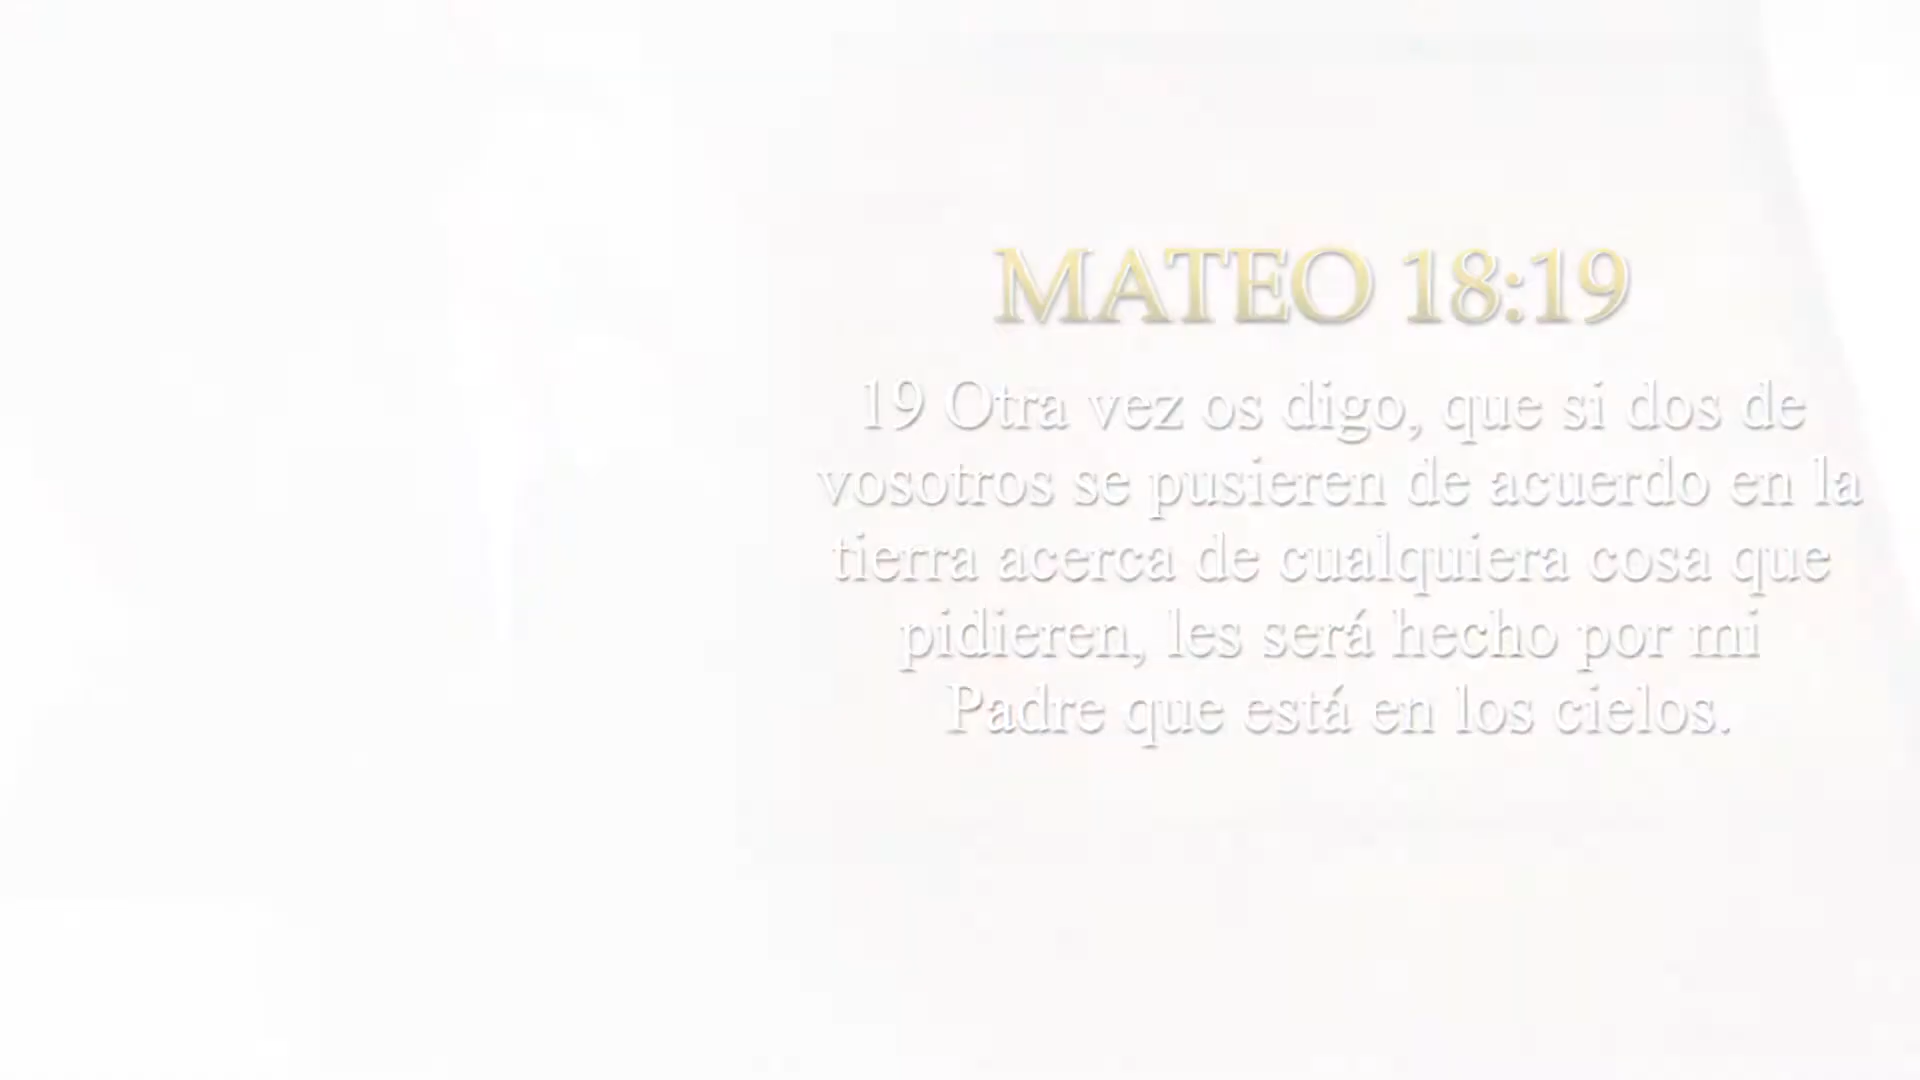 MATEO 18:19
19 Otra vez os digo, que si dos de
vosotros se pusieren de acuerdo en la
tierra acerca de cualquiera cosa que
pidieren, les será hecho por mi
Padre que está en los cielos.